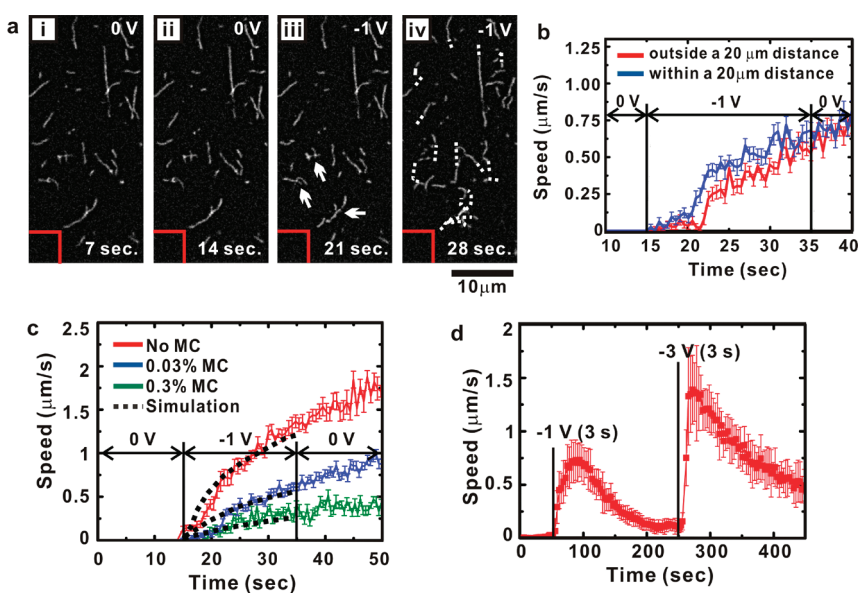 a
i
0 V
7 sec.
ii
0 V
14 sec.
iii
-1 V
21 sec.
iv
-1 V
28 sec.
10μm
b
1.25
1.00
0.75
0.50
0.25
0
Speed (μm/s)
outside a 20 μm distance
within a 20μm distance
0 V
-1 V
0 V
10 15 20 25 30 35 40
Time (sec)
c
2.5
2
1.5
1
0.5
0
Speed (μm/s)
No MC
0.03% MC
0.3% MC
Simulation
0 V
-1 V
0 V
0 10 20 30 40 50
Time (sec)
d
2
1.5
1
0.5
0
Speed (μm/s)
-1 V (3 s)
-3 V (3 s)
0 100 200 300 400
Time (sec)